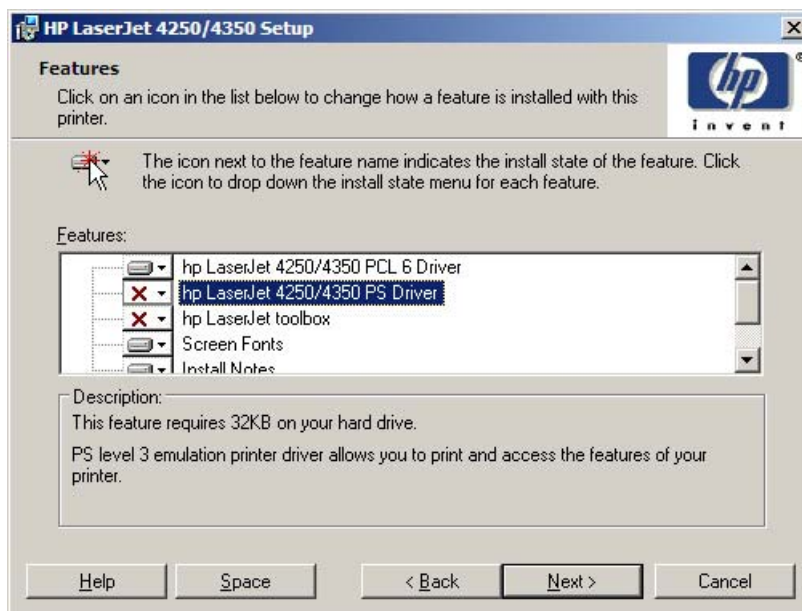 HP LaserJet 4250/4350 Setup
Features
Click on an icon in the list below to change how a feature is installed with this
printer.
hp
®
invent
The icon next to the feature name indicates the install state of the feature. Click
the icon to drop down the install state menu for each feature.
Features:
hp LaserJet 4250/4350 PCL 6 Driver
hp LaserJet 4250/4350 PS Driver
hp LaserJet toolbox
Screen Fonts
Install Notes
Description:
This feature requires 32KB on your hard drive.
PS level 3 emulation printer driver allows you to print and access the features of your
printer.
Help Space < Back Next > Cancel